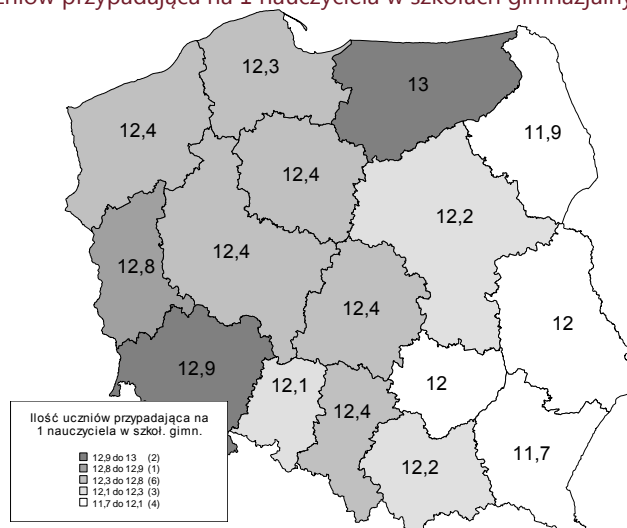 uczniów przypadająca na 1 nauczyciela w szkołach gimnazjalny
12,3
13
12,4
11,9
12,4
12,2
12,4
12,8
12,4
12
12,9
12
12,1
12,4
11,7
12,2
Ilość uczniów przypadająca na
1 nauczyciela w szkoł. gimn.
12,9 do 13 (2)
12,8 do 12,9 (1)
12,3 do 12,8 (6)
12,1 do 12,3 (3)
11,7 do 12,1 (4)